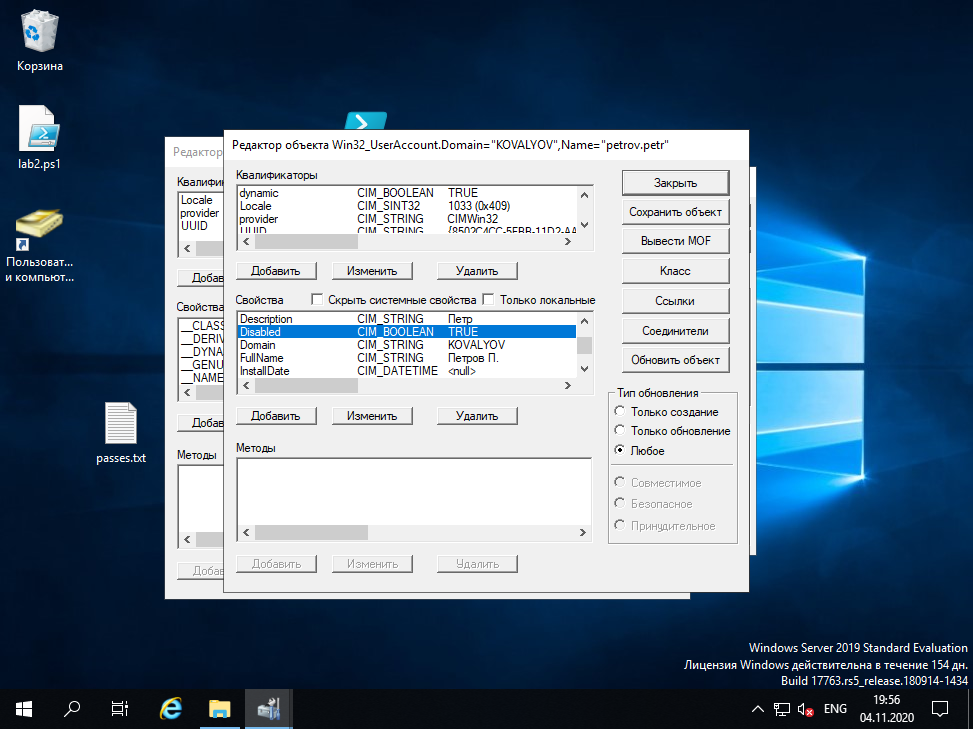 Корзина
lab2.ps1
Пользоват...
и компьют...
passes.txt
Редактор
Квалифи
Locale
provider
UUID
Добав
Свойства
__CLASS
__DERIV
__DYNA
__GENU
__NAME
Добав
Методы
Добав
Редактор объекта Win32_UserAccount.Domain="KOVALYOV",Name="petrov.petr"
Квалификаторы
dynamic CIM_BOOLEAN TRUE
Locale CIM_SINT32 1033 (0x409)
provider CIM_STRING CIMWin32
UUID CIM_STRING {8502C4CC-5FBB-11D2-AA
Добавить Изменить Удалить
Свойства Скрыть системные свойства Только локальные
Description CIM_STRING Петр
Disabled CIM_BOOLEAN TRUE
Domain CIM_STRING KOVALYOV
FullName CIM_STRING Петров П.
InstallDate CIM_DATETIME <null>
Добавить Изменить Удалить
Методы
Добавить Изменить Удалить
Закрыть
Сохранить объект
Вывести MOF
Класс
Ссылки
Соединители
Обновить объект
Тип обновления
Только создание
Только обновление
Любое
Совместимое
Безопасное
Принудительное
Windows Server 2019 Standard Evaluation
Лицензия Windows действительна в течение 154 дн.
Build 17763.rs5_release.180914-1434
ENG
19:56
04.11.2020